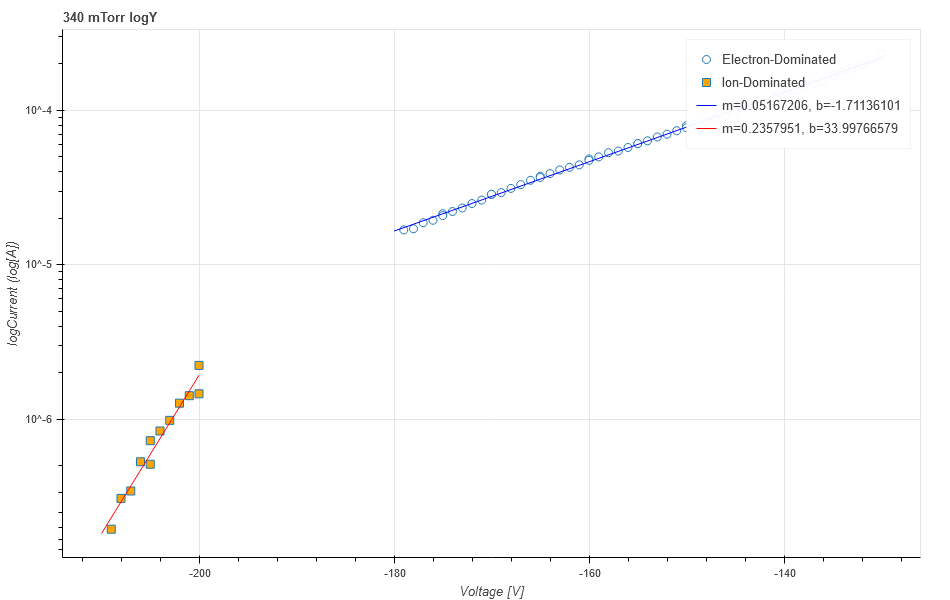 340 mTorr logY
Electron-Dominated
Ion-Dominated
m=0.05167206, b=-1.71136101
m=0.2357951, b=33.99766579
10^-4
10^-5
10^-6
logCurrent (log[A])
-200
-180
-160
-140
Voltage [V]